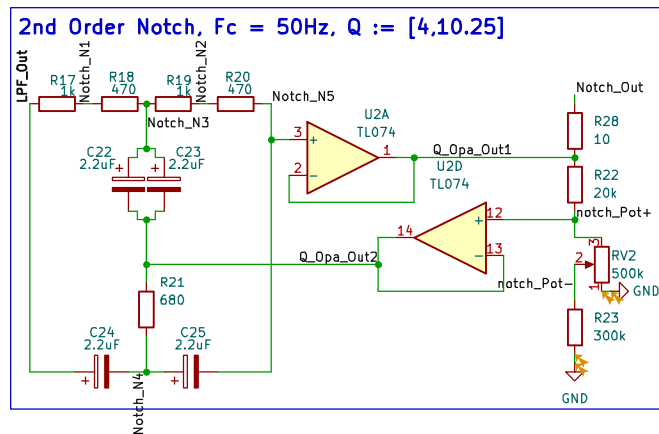 2nd Order Notch, Fc = 50Hz, Q := [4,10.25]
LPF_Out
R17
1k
Notch_N1
R18
470
R19
1k
Notch_N2
R20
470
Notch_N5
Notch_N3
Notch_Out
R28
10
U2A
TL074
3
+
1
2
−
Q_Opa_Out1
C22
2.2uF
+
C23
2.2uF
+
U2D
TL074
R22
20k
14
12
+
13
−
notch_Pot+
3
RV2
500k
2
1
GND
Q_Opa_Out2
notch_Pot-
R21
680
R23
300k
C24
2.2uF
+
C25
2.2uF
+
Notch_N4
GND